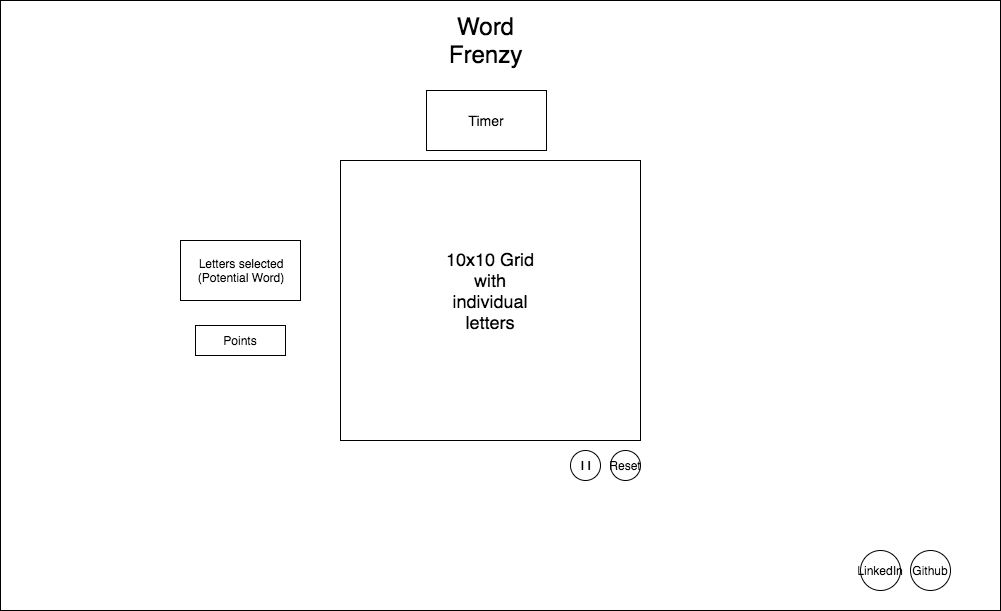 Word
Frenzy
Timer
Letters selected
(Potential Word)
Points
10x10 Grid
with
individual
letters
I I
Reset
LinkedIn
Github